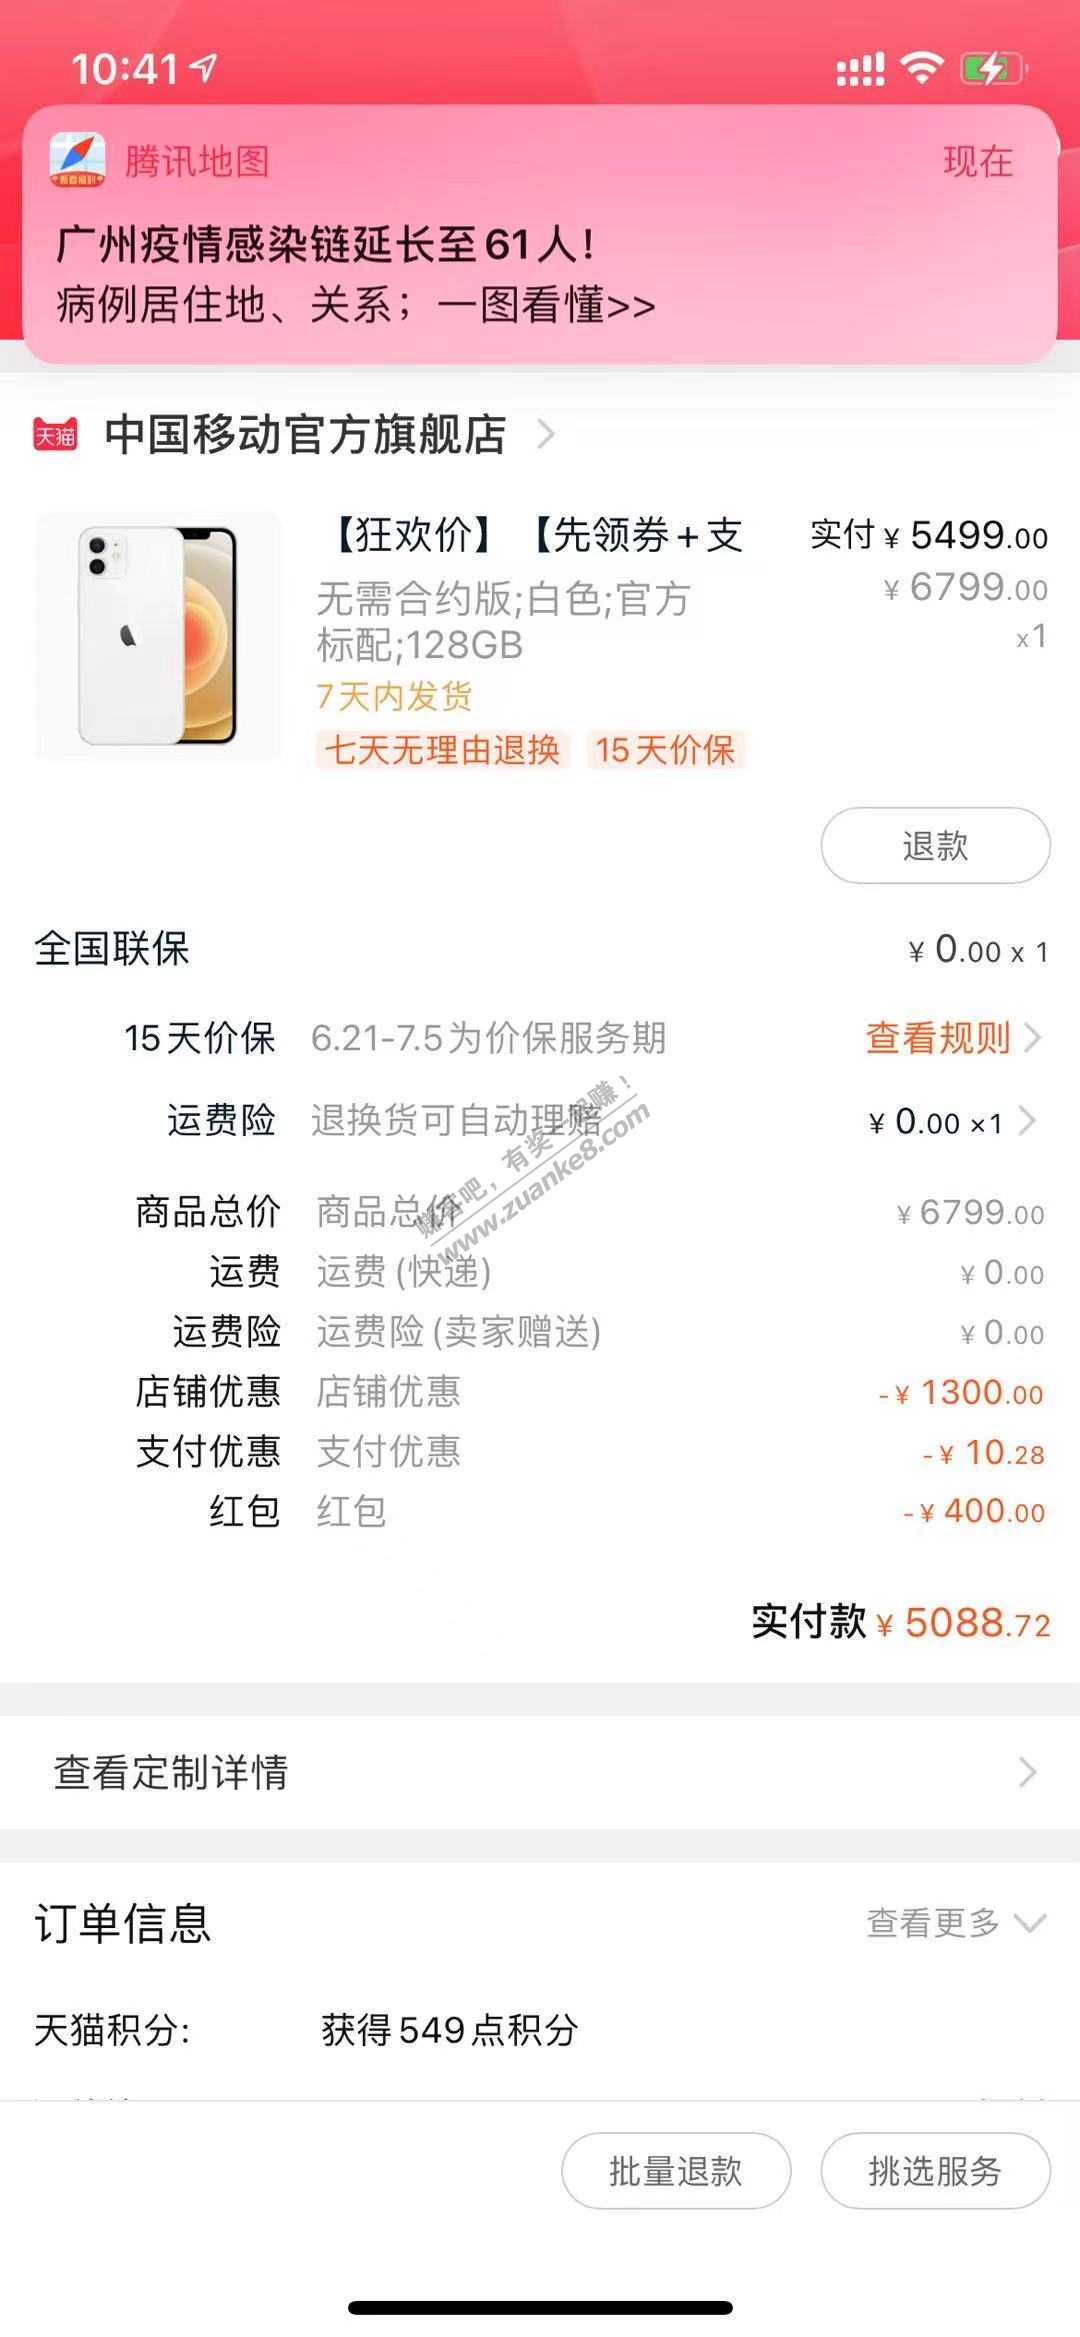 10:41
腾讯地图
现在
新春福利
广州疫情感染链延长至61人!
病例居住地、关系；一图看懂>>
天猫 中国移动官方旗舰店
【狂欢价】【先领券+支
实付 ¥ 5499.00
无需合约版;白色;官方
¥ 6799.00
标配;128GB
x1
7天内发货
七天无理由退换 15天价保
退款
全国联保 ¥ 0.00 x 1
15天价保 6.21-7.5为价保服务期 查看规则
运费险 退换货可自动理赔 ¥ 0.00 ×1
赚客吧，有奖一起赚！
www.zuanke8.com
商品总价 商品总价 ¥ 6799.00
运费 运费 (快递) ¥ 0.00
运费险 运费险 (卖家赠送) ¥ 0.00
店铺优惠 店铺优惠 -¥ 1300.00
支付优惠 支付优惠 -¥ 10.28
红包 红包 -¥ 400.00
实付款 ¥ 5088.72
查看定制详情
订单信息 查看更多
天猫积分: 获得549点积分
批量退款 挑选服务